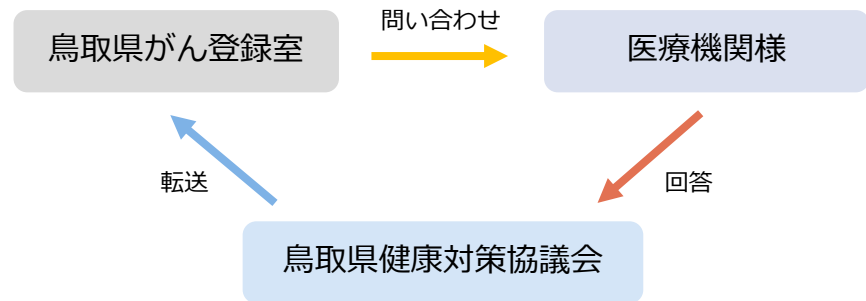 問い合わせ
鳥取県がん登録室
医療機関様
転送
回答
鳥取県健康対策協議会